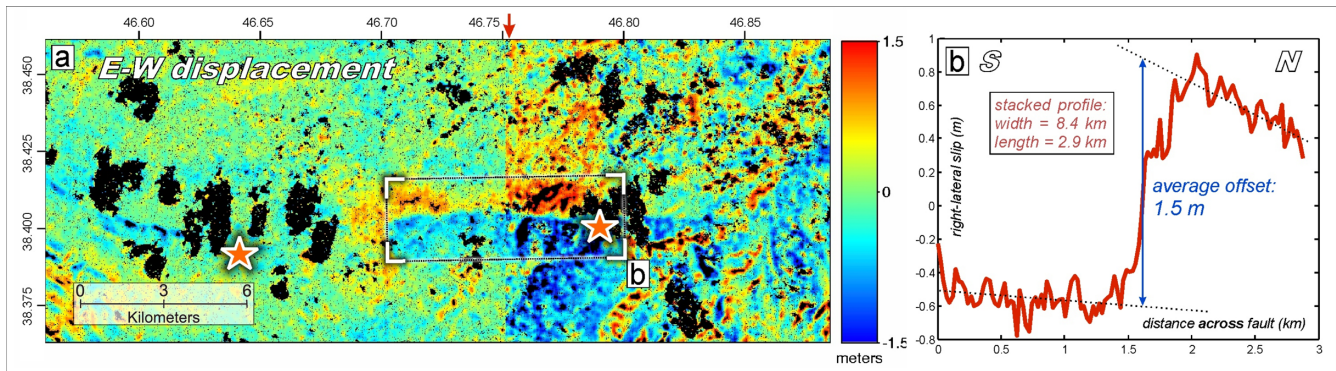 46.60 46.65 46.70 46.75 46.80 46.85
a
E-W displacement
38.450
38.425
38.400
38.375
0 3 6
Kilometers
b
1.5
0
-1.5
meters
b
S
N
1
0.8
0.6
0.4
0.2
0
-0.2
-0.4
-0.6
-0.8
right-lateral slip (m)
stacked profile:
width = 8.4 km
length = 2.9 km
average offset:
1.5 m
distance across fault (km)
0 0.5 1 1.5 2 2.5 3